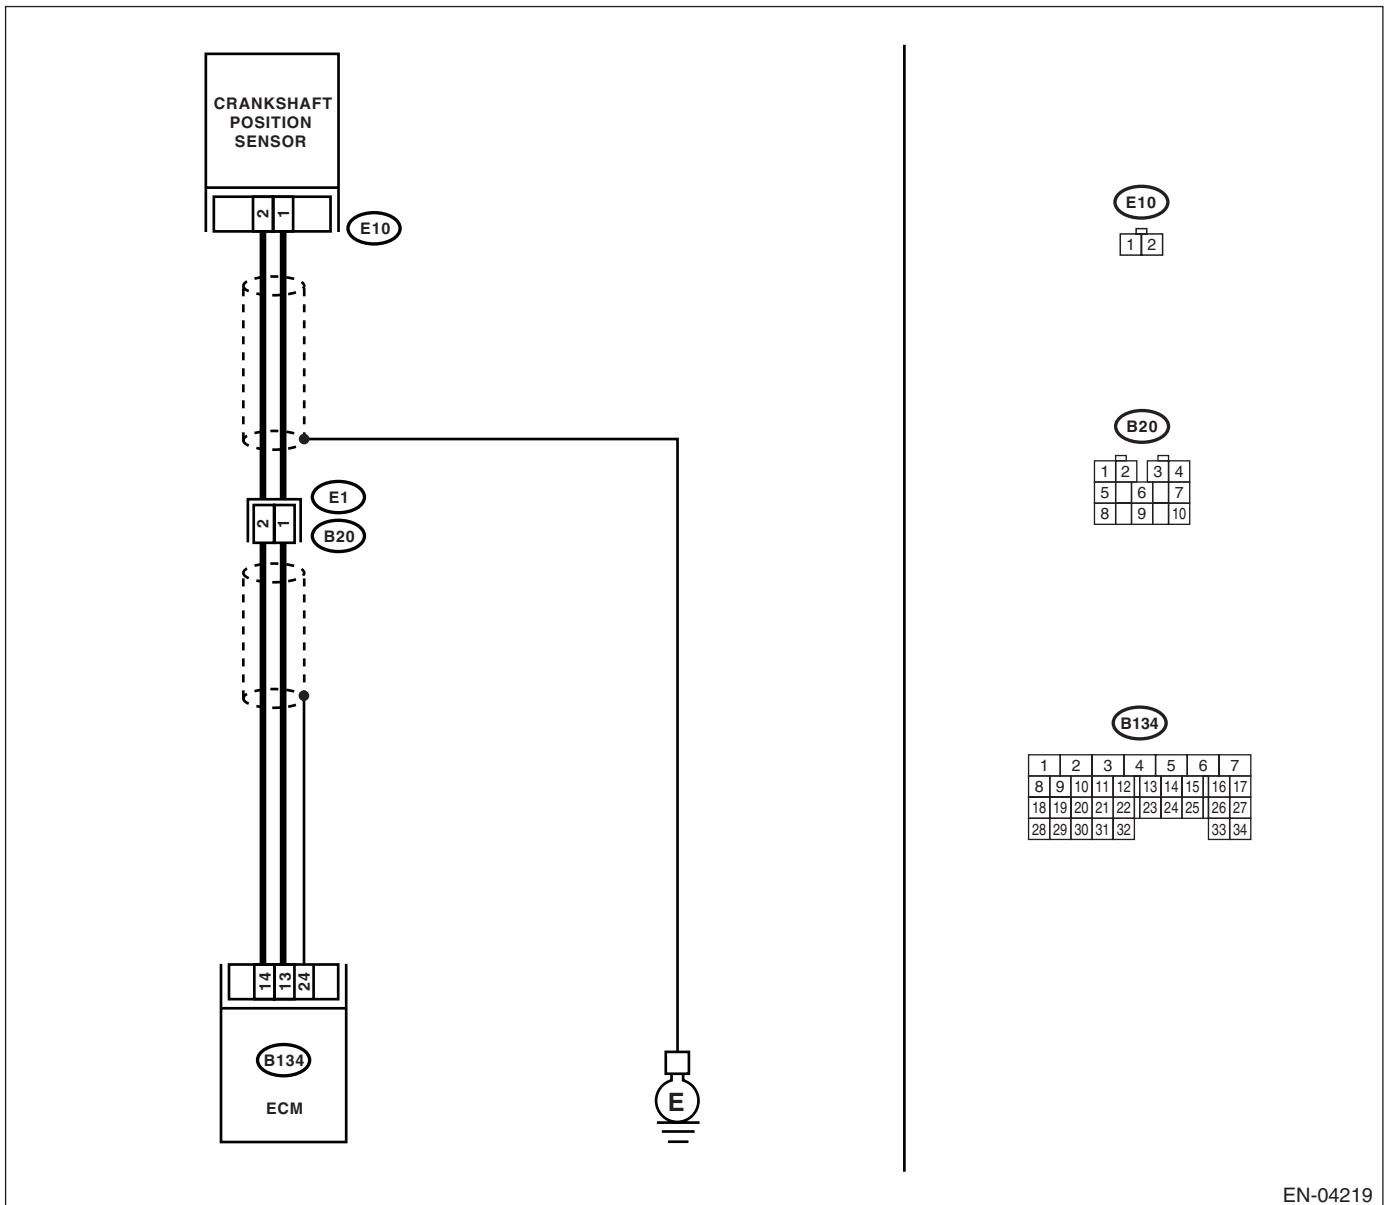 CRANKSHAFT
POSITION
SENSOR
2 1
E10
E1
2 1
B20
14 13 24
B134
ECM
E
E10
1 2
B20
1 2 3 4
5 6 7
8 9 10
B134
1 2 3 4 5 6 7
8 9 10 11 12 13 14 15 16 17
18 19 20 21 22 23 24 25 26 27
28 29 30 31 32 33 34
EN-04219